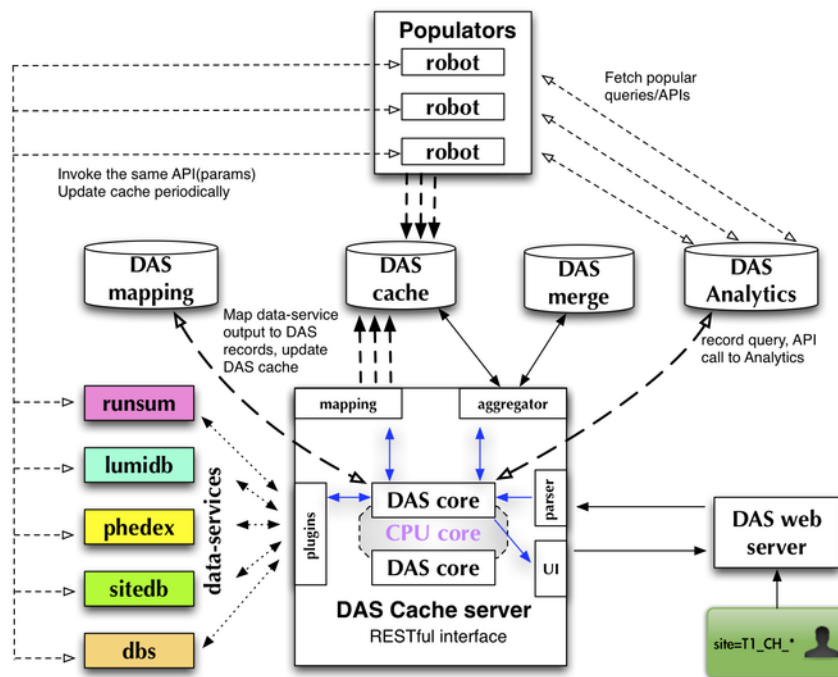 Populators
robot
robot
robot
Fetch popular
queries/APIs
Invoke the same API(params)
Update cache periodically
DAS
mapping
DAS
cache
DAS
merge
DAS
Analytics
Map data-service
output to DAS
records, update
DAS cache
record query, API
call to Analytics
runsum
lumidb
phedex
sitedb
dbs
data-services
mapping
aggregator
plugins
DAS core
CPU core
DAS core
parser
UI
DAS Cache server
RESTful interface
DAS web
server
site=T1_CH_*